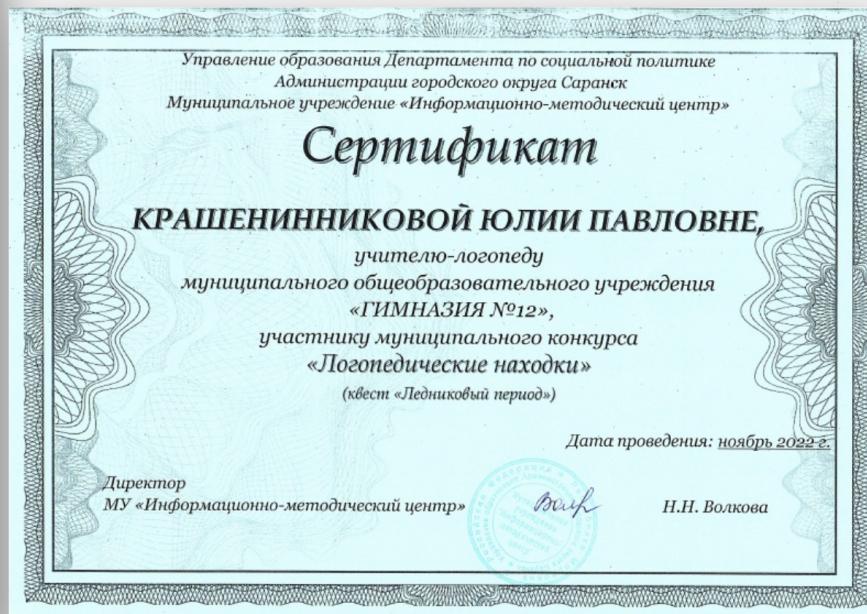 Управление образования Департамента по социальной политике
Администрации городского округа Саранск
Муниципальное учреждение «Информационно-методический центр»
Сертификат
КРАШЕНИННИКОВОЙ ЮЛИИ ПАВЛОВНЕ,
учителю-логопеду
муниципального общеобразовательного учреждения
«ГИМНАЗИЯ №12»,
участнику муниципального конкурса
«Логопедические находки»
(квест «Ледниковый период»)
Дата проведения: ноябрь 2022 г.
Директор
МУ «Информационно-методический центр» Н.Н. Волкова